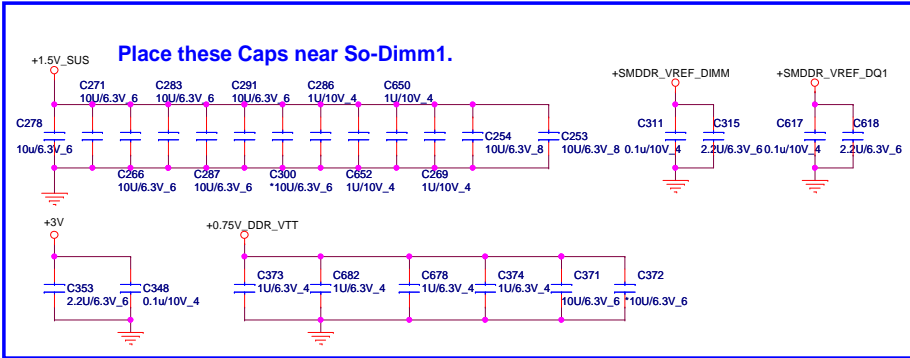 Place these Caps near So-Dimm1.
+1.5V_SUS
+SMDDR_VREF_DIMM
+SMDDR_VREF_DQ1
C271
10U/6.3V_6
C283
10U/6.3V_6
C291
10U/6.3V_6
C286
1U/10V_4
C650
1U/10V_4
C278
10u/6.3V_6
C254
10U/6.3V_8
C253
10U/6.3V_8
C311
0.1u/10V_4
C315
2.2U/6.3V_6
C617
0.1u/10V_4
C618
2.2U/6.3V_6
C266
10U/6.3V_6
C287
10U/6.3V_6
C300
*10U/6.3V_6
C652
1U/10V_4
C269
1U/10V_4
+3V
+0.75V_DDR_VTT
C353
2.2U/6.3V_6
C348
0.1u/10V_4
C373
1U/6.3V_4
C682
1U/6.3V_4
C678
1U/6.3V_4
C374
1U/6.3V_4
C371
10U/6.3V_6
C372
*10U/6.3V_6